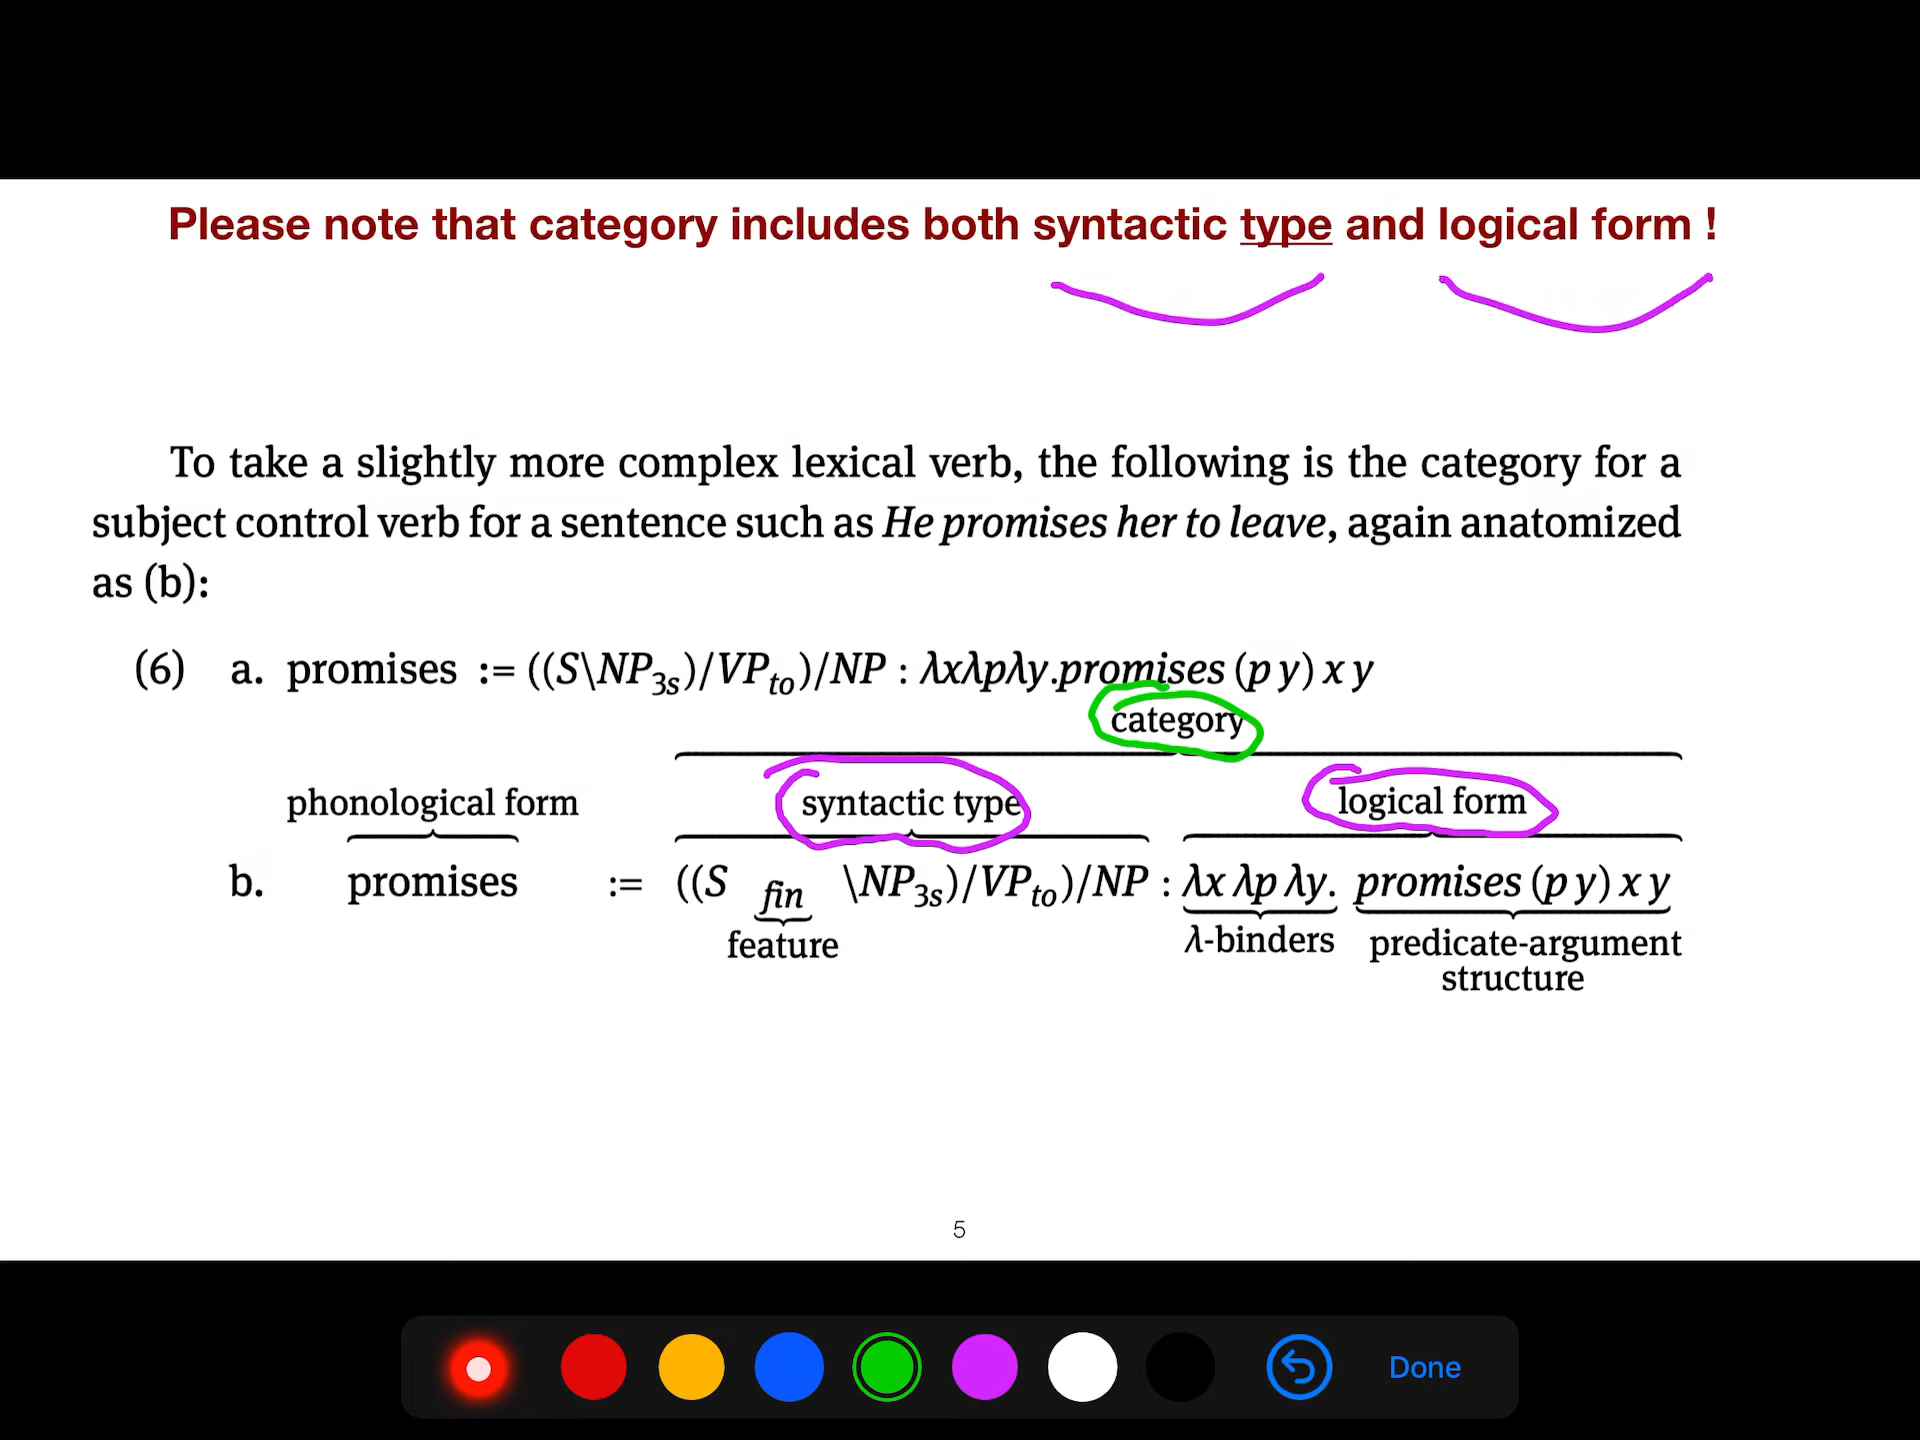 Please note that category includes both syntactic type and logical form !
To take a slightly more complex lexical verb, the following is the category for a
subject control verb for a sentence such as He promises her to leave, again anatomized
as (b):
(6) a. promises := ((S\NP3s)/VPto)/NP : λxλpλy.promises (p y) x y
category
phonological form syntactic type logical form
b. promises := ((S fin \NP3s)/VPto)/NP : λx λp λy. promises (p y) x y
feature λ-binders predicate-argument
structure
5
Done